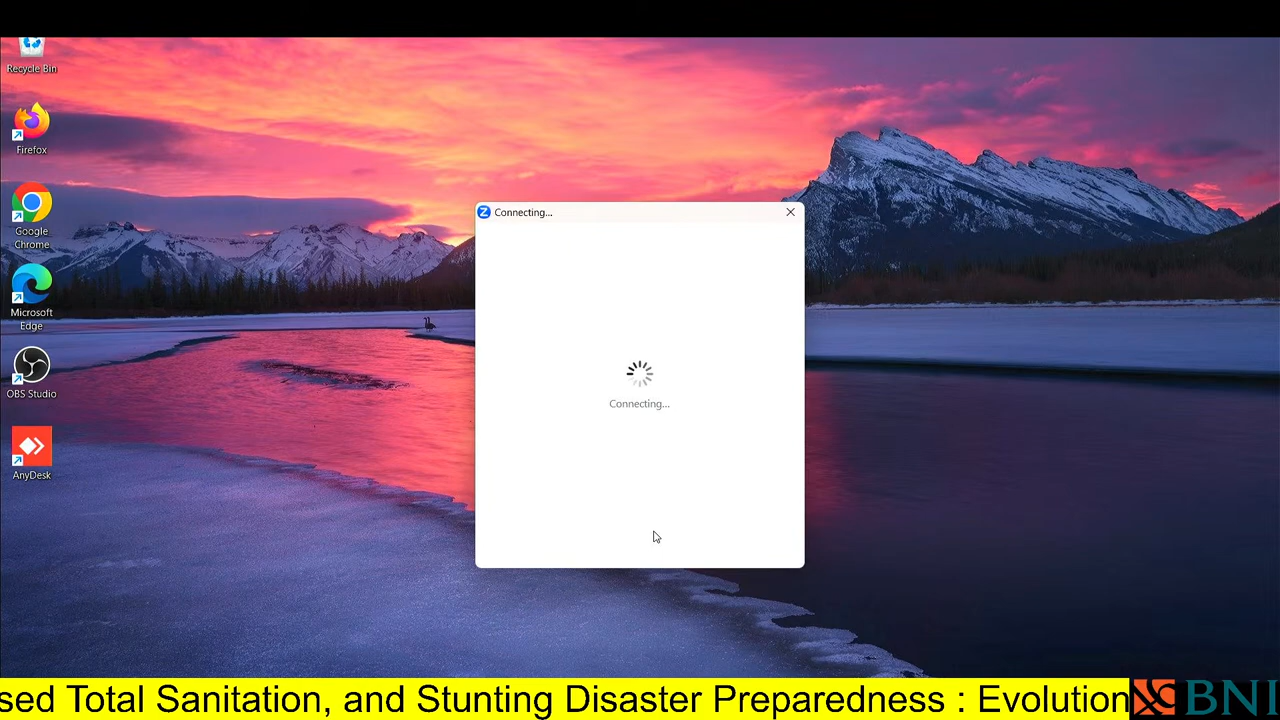 Recycle Bin
Firefox
Google
Chrome
Microsoft
Edge
OBS Studio
AnyDesk
Connecting...
Connecting...
sed Total Sanitation, and Stunting Disaster Preparedness : Evolution
BNI